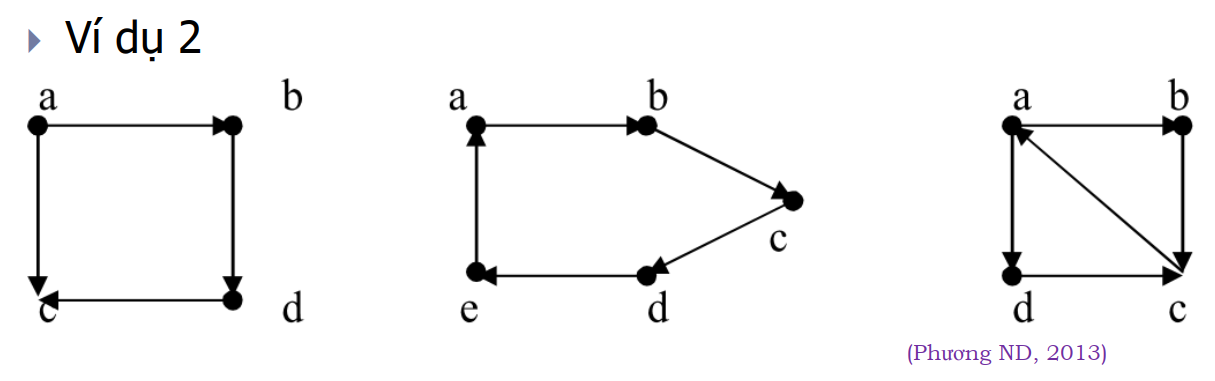 Ví dụ 2
a b a b a b
c
c d e d d c
(Phương ND, 2013)